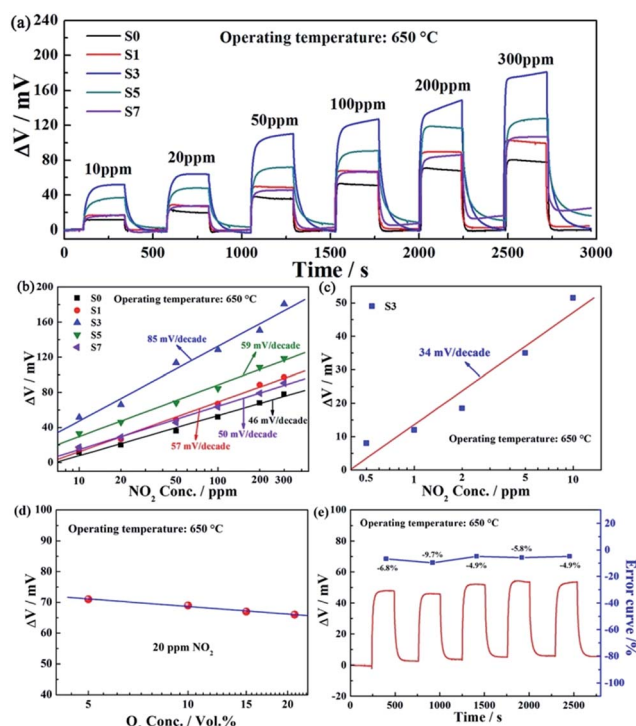 (a)
240
200
160
120
80
40
0
ΔV / mV
Operating temperature: 650 °C
S0
S1
S3
S5
S7
10ppm
20ppm
50ppm
100ppm
200ppm
300ppm
0 500 1000 1500 2000 2500 3000
Time / s
(b)
200
160
120
80
40
0
ΔV / mV
S0
S1
S3
S5
S7
Operating temperature: 650 °C
85 mV/decade
59 mV/decade
57 mV/decade
50 mV/decade
46 mV/decade
10 20 50 100 200 300
NO2 Conc. / ppm
(c)
50
40
30
20
10
0
ΔV / mV
S3
34 mV/decade
Operating temperature: 650 °C
0.5 1 2 5 10
NO2 Conc. / ppm
(d)
100
90
80
70
60
50
40
ΔV / mV
Operating temperature: 650 °C
20 ppm NO2
5 10 15 20
O2 Conc. / Vol.%
(e)
100
80
60
40
20
0
-20
ΔV / mV
Operating temperature: 650 °C
-6.8%
-9.7%
-4.9%
-5.8%
-4.9%
20
0
-20
-40
-60
-80
-100
Error curve /%
0 500 1000 1500 2000 2500
Time / s